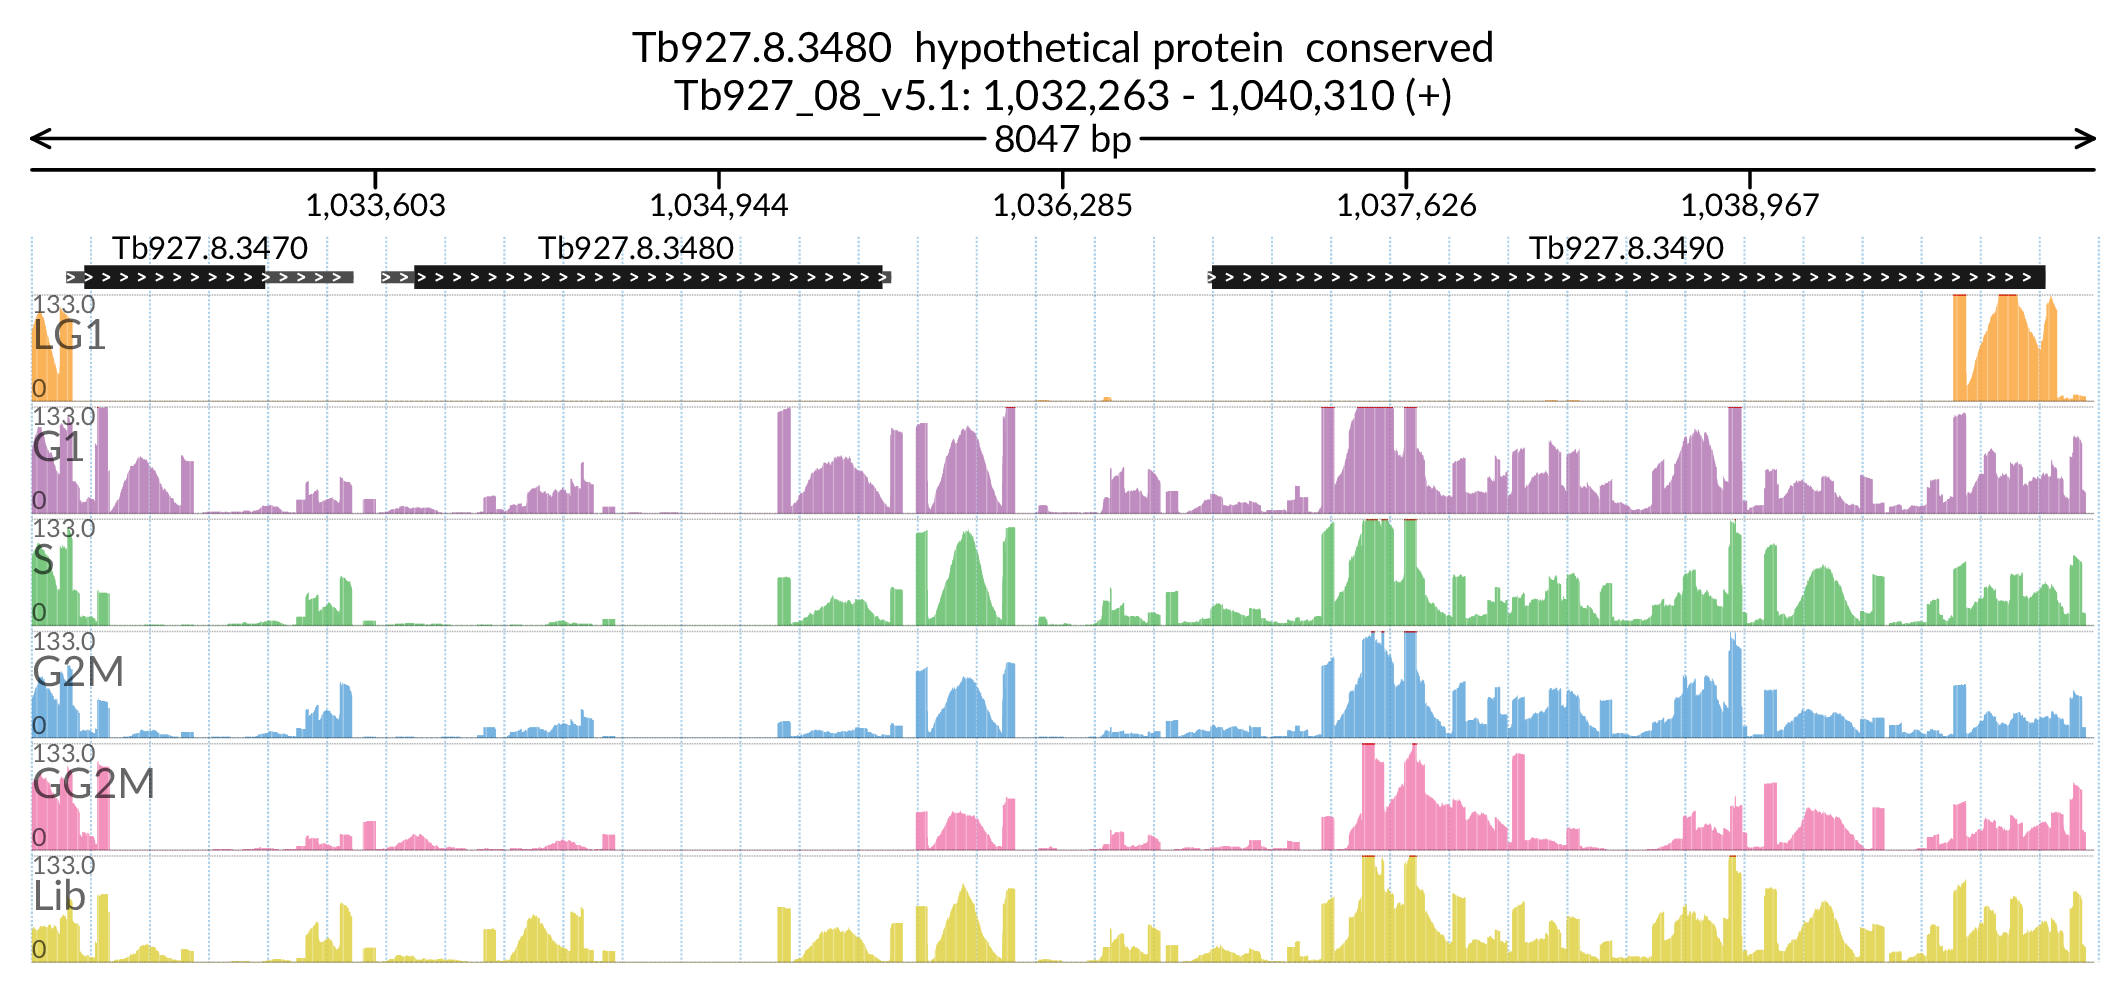 Tb927.8.3480  hypothetical protein  conserved
Tb927_08_v5.1: 1,032,263 - 1,040,310 (+)
8047 bp
1,033,603 1,034,944 1,036,285 1,037,626 1,038,967
Tb927.8.3470 Tb927.8.3480 Tb927.8.3490
133.0
LG1
0
133.0
G1
0
133.0
S
0
133.0
G2M
0
133.0
GG2M
0
133.0
Lib
0